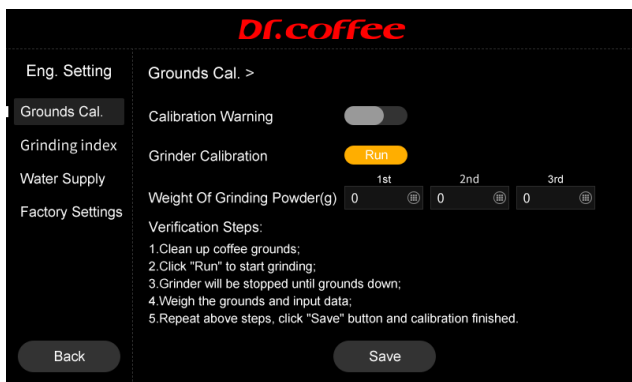 Dr.coffee
Eng. Setting
Grounds Cal. >
Grounds Cal.
Calibration Warning
Grinding index
Grinder Calibration
Run
Water Supply
1st 2nd 3rd
Weight Of Grinding Powder(g) 0 0 0
Factory Settings
Verification Steps:
1.Clean up coffee grounds;
2.Click "Run" to start grinding;
3.Grinder will be stopped until grounds down;
4.Weigh the grounds and input data;
5.Repeat above steps, click "Save" button and calibration finished.
Back
Save